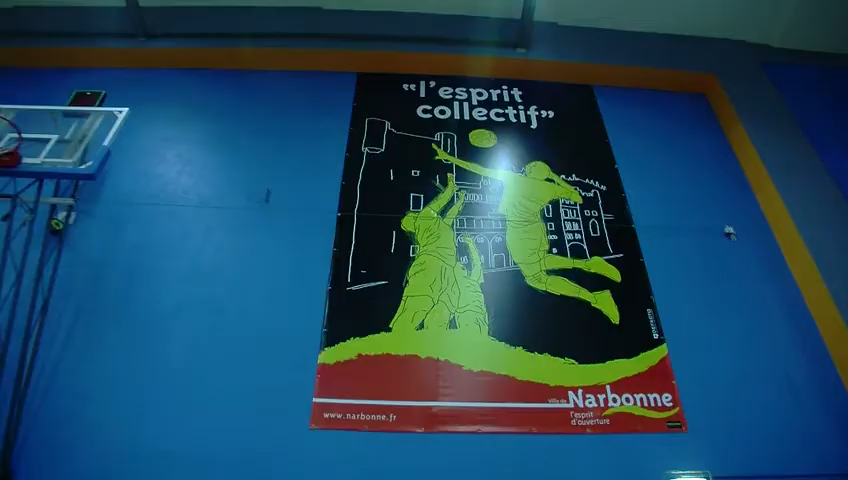 "l'esprit
collectif"
Ville de Narbonne
l'esprit
d'ouverture
www.narbonne.fr